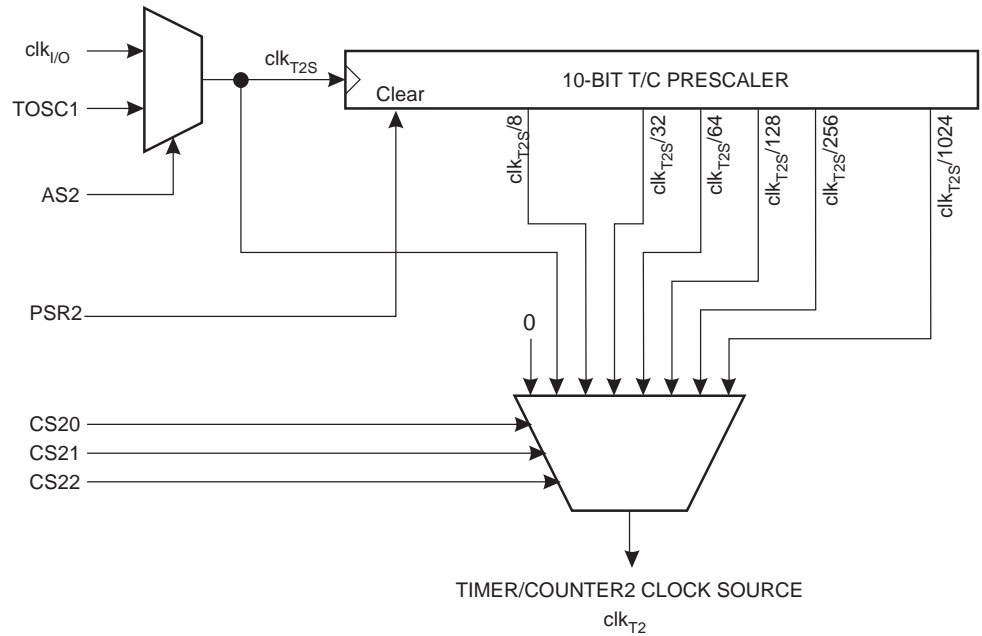 clkI/O
TOSC1
AS2
PSR2
clkT2S
10-BIT T/C PRESCALER
Clear
clkT2S/8
clkT2S/32
clkT2S/64
clkT2S/128
clkT2S/256
clkT2S/1024
0
CS20
CS21
CS22
TIMER/COUNTER2 CLOCK SOURCE
clkT2